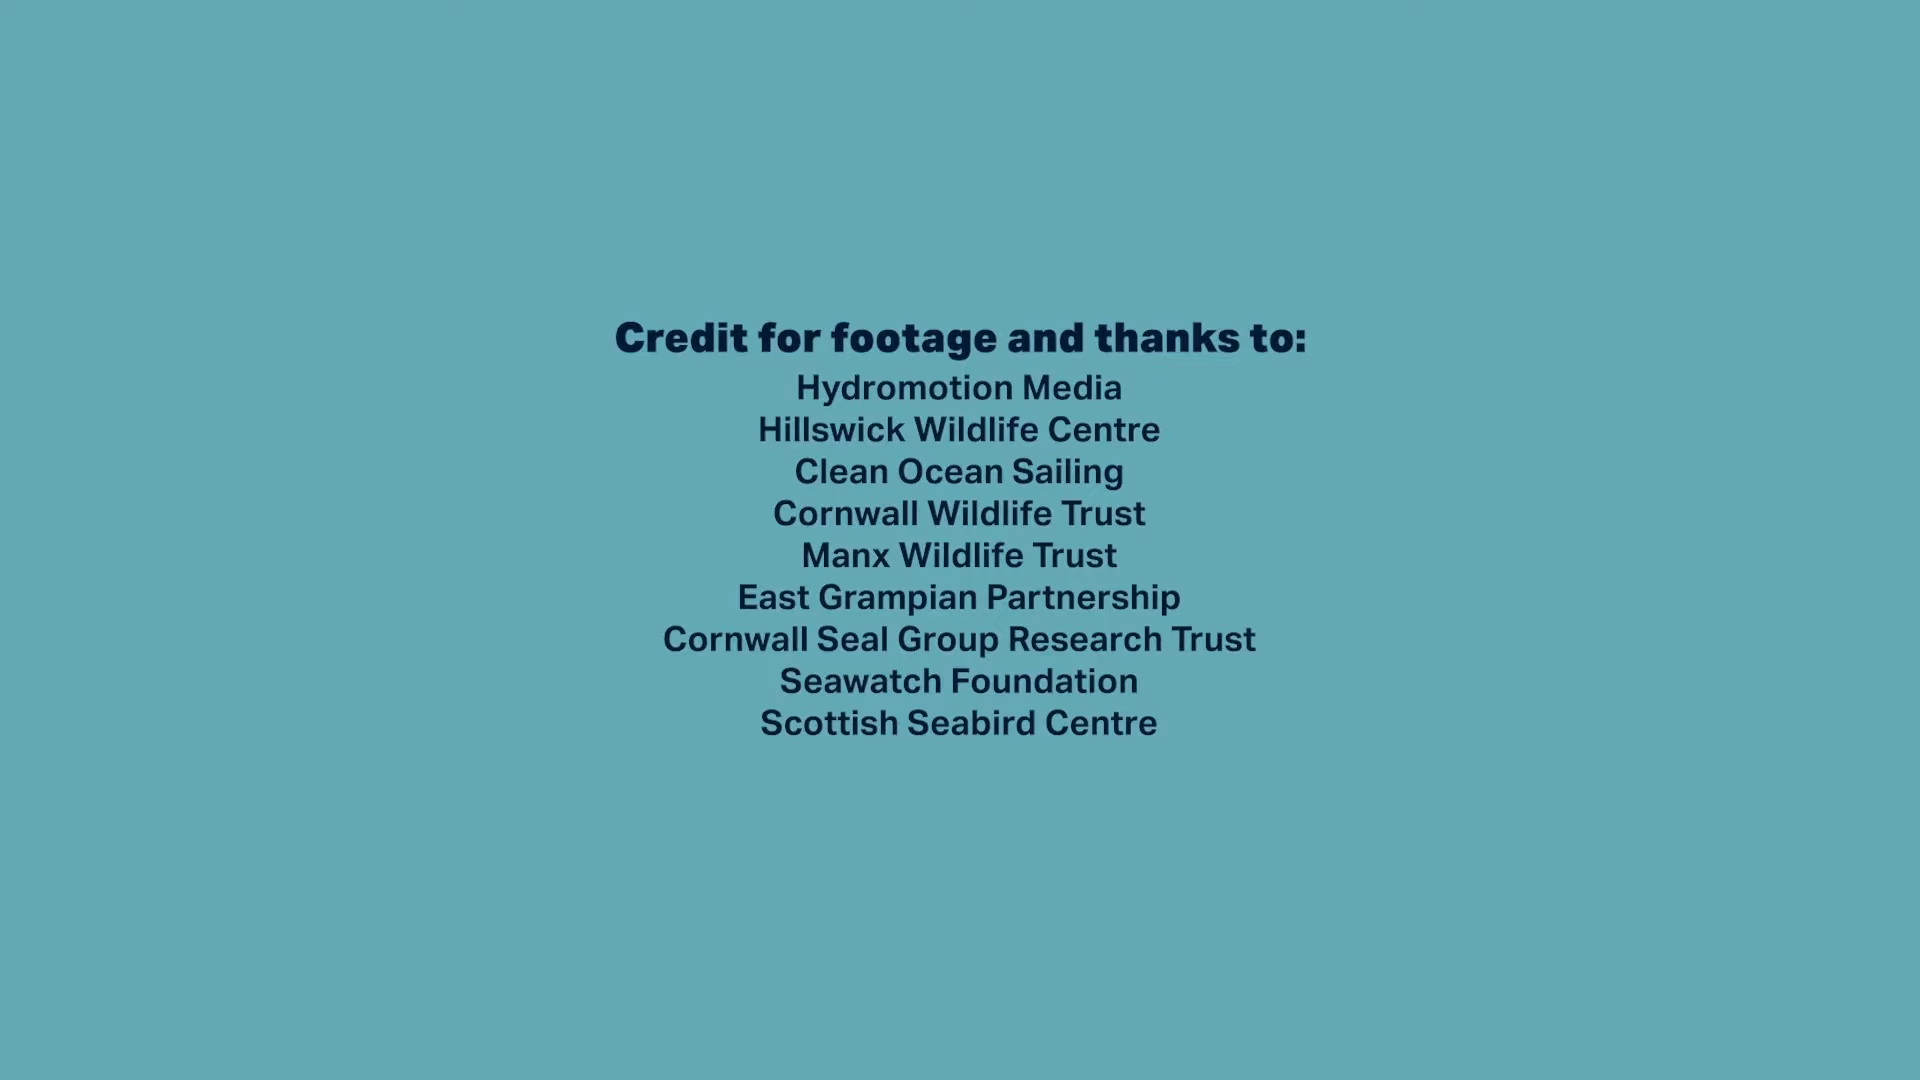 Credit for footage and thanks to:
Hydromotion Media
Hillswick Wildlife Centre
Clean Ocean Sailing
Cornwall Wildlife Trust
Manx Wildlife Trust
East Grampian Partnership
Cornwall Seal Group Research Trust
Seawatch Foundation
Scottish Seabird Centre